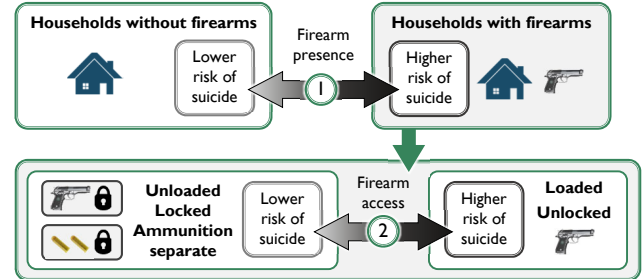 Households without firearms
Lower
risk of
suicide
Firearm
presence
1
Households with firearms
Higher
risk of
suicide
Unloaded
Locked
Ammunition
separate
Lower
risk of
suicide
Firearm
access
2
Higher
risk of
suicide
Loaded
Unlocked